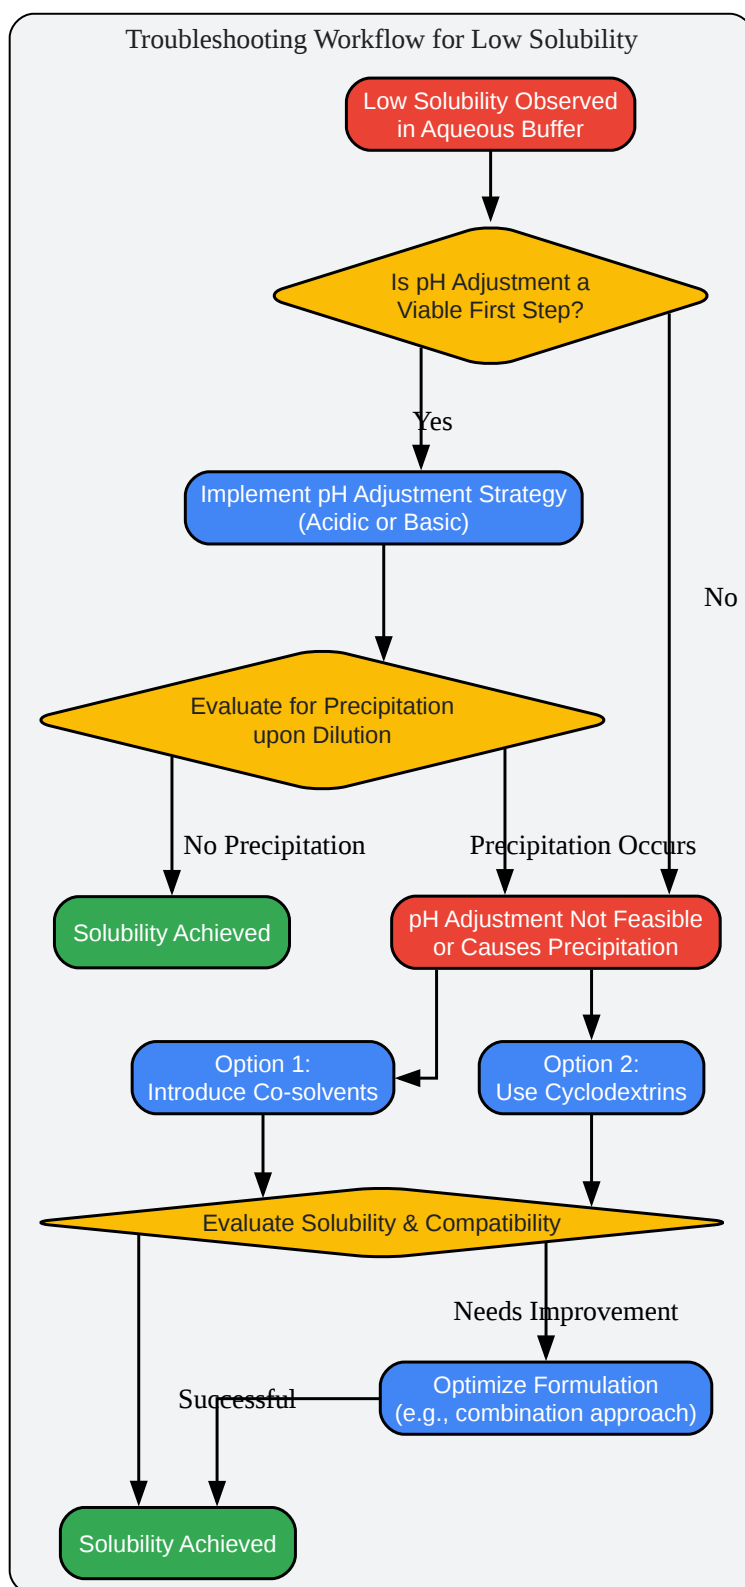 Troubleshooting Workflow for Low Solubility
Low Solubility Observed
in Aqueous Buffer
Is pH Adjustment a
Viable First Step?
Yes
Implement pH Adjustment Strategy
(Acidic or Basic)
No
Evaluate for Precipitation
upon Dilution
No Precipitation
Precipitation Occurs
Solubility Achieved
pH Adjustment Not Feasible
or Causes Precipitation
Option 1:
Introduce Co-solvents
Option 2:
Use Cyclodextrins
Evaluate Solubility & Compatibility
Needs Improvement
Successful
Optimize Formulation
(e.g., combination approach)
Solubility Achieved